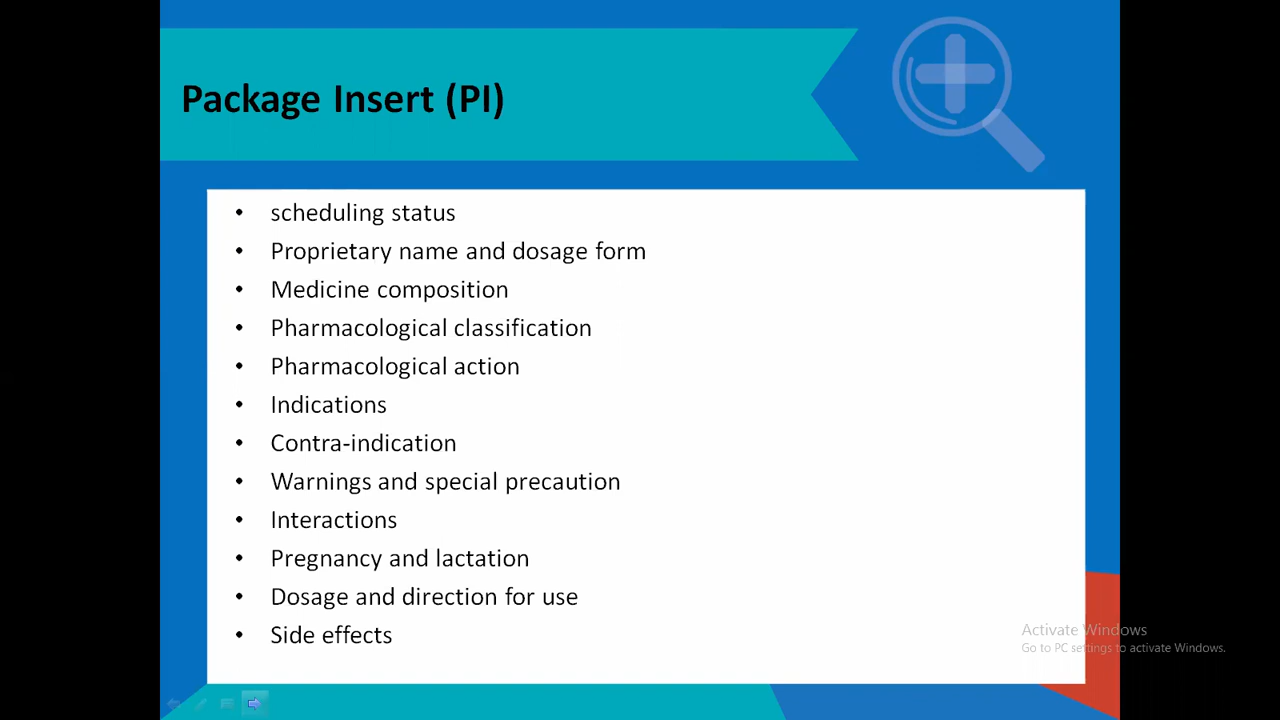 Package Insert (PI)
• scheduling status
• Proprietary name and dosage form
• Medicine composition
• Pharmacological classification
• Pharmacological action
• Indications
• Contra-indication
• Warnings and special precaution
• Interactions
• Pregnancy and lactation
• Dosage and direction for use
• Side effects
Activate Windows
Go to PC settings to activate Windows.